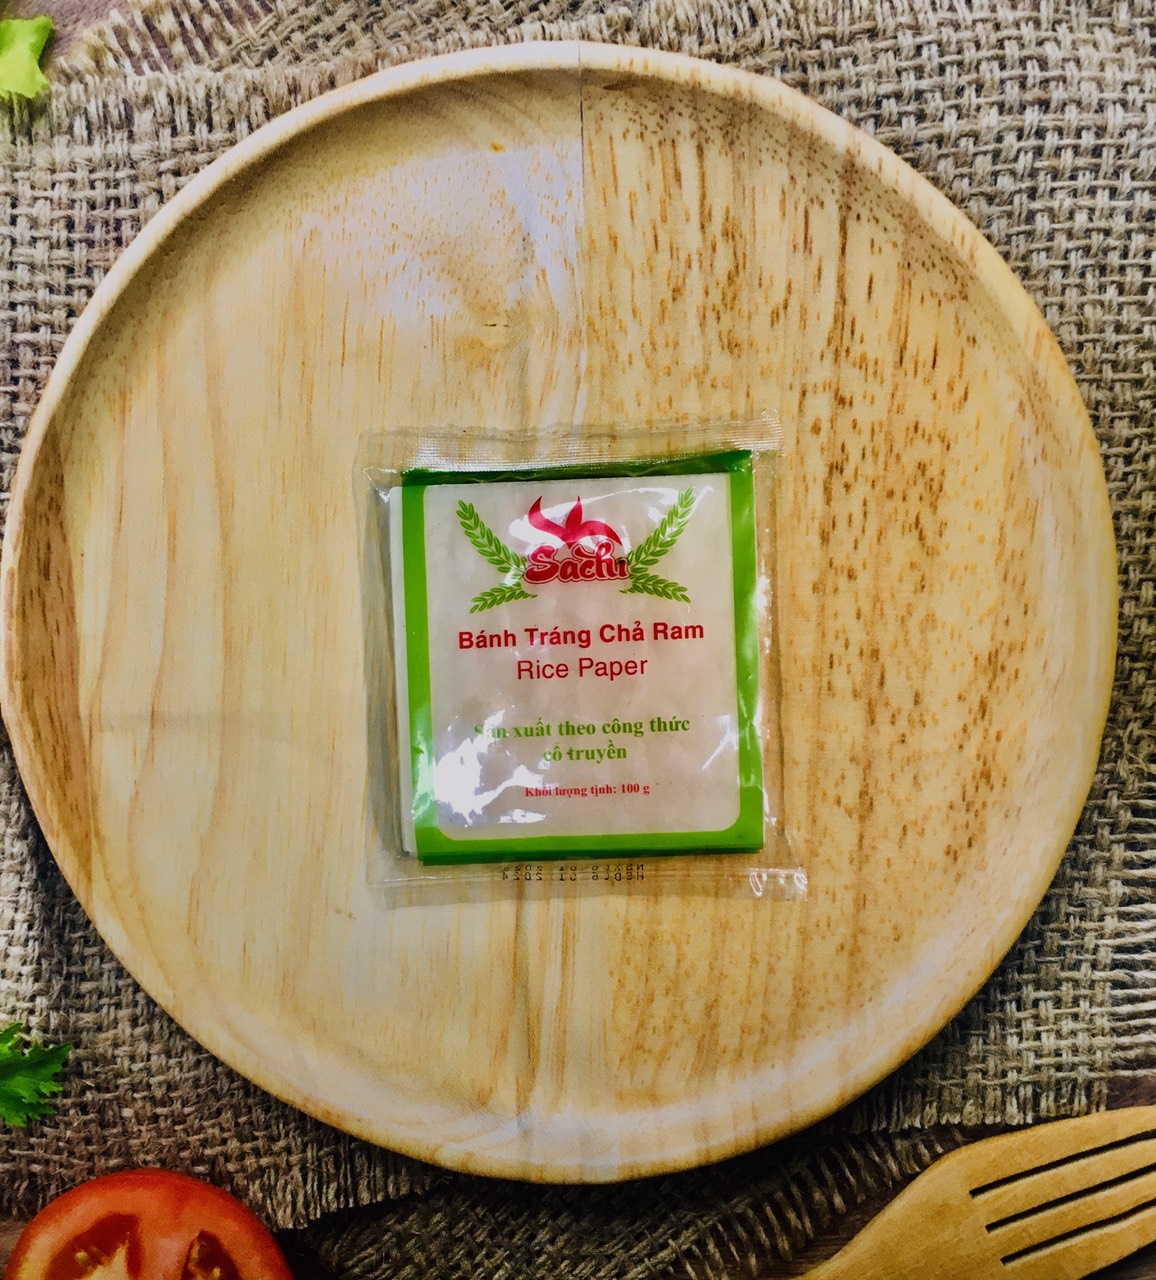 Sachi
Bánh Tráng Chả Ram
Rice Paper
Sản xuất theo công thức
cổ truyền
Khối lượng tịnh: 100 g